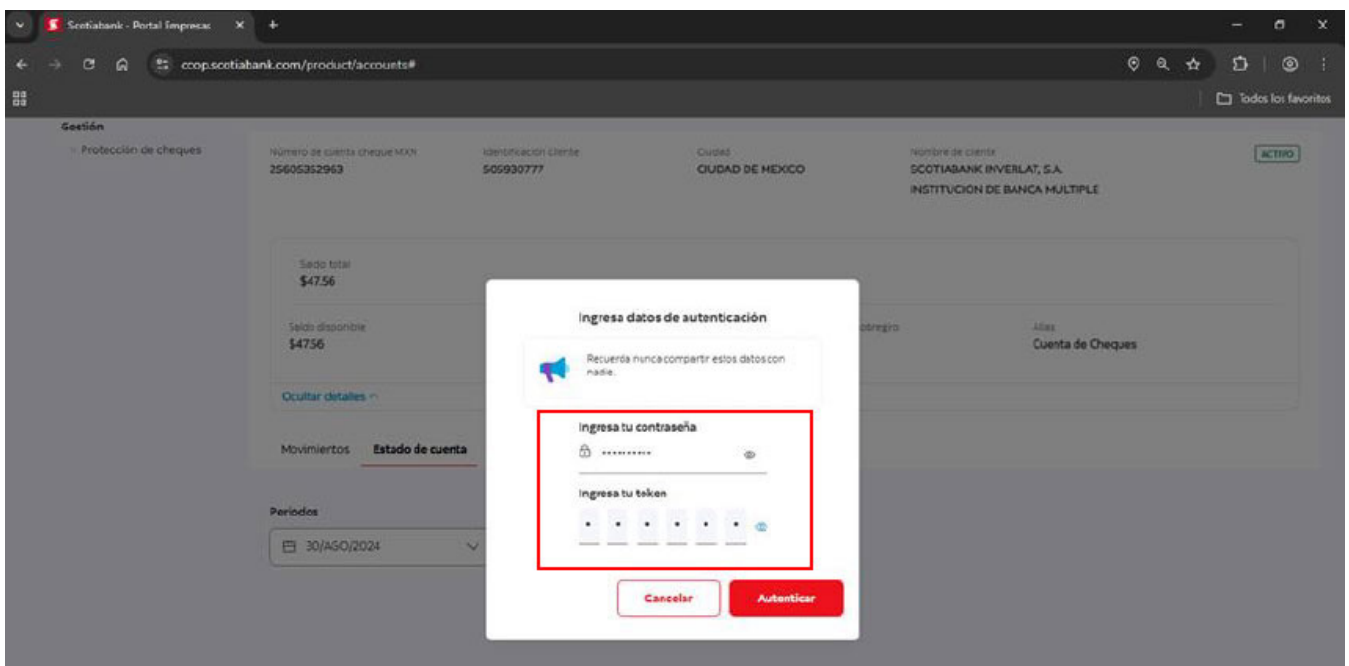 Scotiabank - Portal Empresas
ccop.scotiabank.com/product/accounts#
Todos los favoritos
Gestión
Protección de cheques
Número de cuenta cheque MXN
Identificación cliente
Ciudad
Nombre de cliente
ACTIVO
25605352963
505930777
CIUDAD DE MEXICO
SCOTIABANK INVERLAT, S.A.
INSTITUCION DE BANCA MULTIPLE
Saldo total
$47.56
Ingresa datos de autenticación
Saldo disponible
Alias
$47.56
Cuenta de Cheques
Recuerda nunca compartir estos datos con
nadie.
Ocultar detalles
Ingresa tu contraseña
Movimientos
Estado de cuenta
Ingresa tu token
Periodos
30/AGO/2024
Cancelar
Autenticar